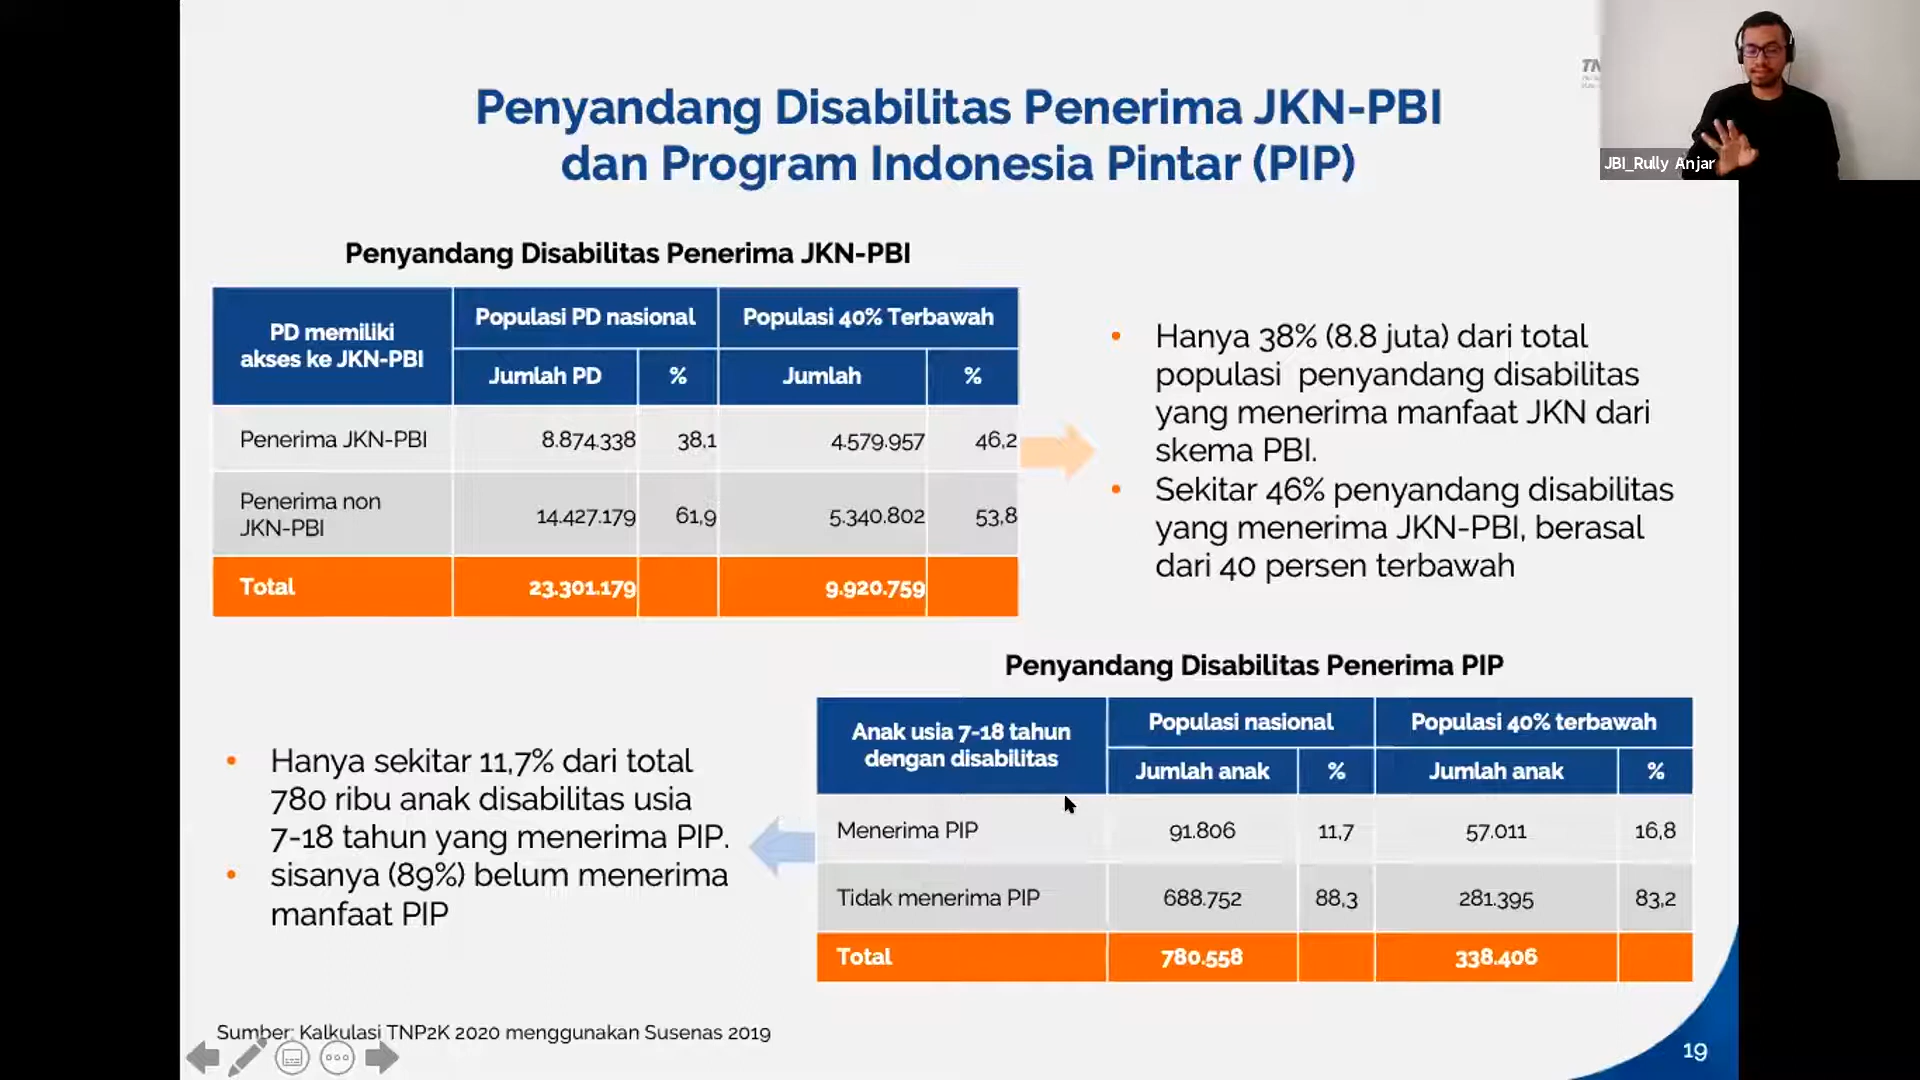 Penyandang Disabilitas Penerima JKN-PBI
dan Program Indonesia Pintar (PIP)
JBI_Rully Anjar
Penyandang Disabilitas Penerima JKN-PBI
PD memiliki
akses ke JKN-PBI
Populasi PD nasional
Populasi 40% Terbawah
Jumlah PD
%
Jumlah
%
Penerima JKN-PBI
8.874.338
38,1
4.579.957
46,2
Penerima non
JKN-PBI
14.427.179
61,9
5.340.802
53,8
Total
23.301.179
9.920.759
• Hanya 38% (8.8 juta) dari total
populasi penyandang disabilitas
yang menerima manfaat JKN dari
skema PBI.
• Sekitar 46% penyandang disabilitas
yang menerima JKN-PBI, berasal
dari 40 persen terbawah
Penyandang Disabilitas Penerima PIP
Anak usia 7-18 tahun
dengan disabilitas
Populasi nasional
Populasi 40% terbawah
Jumlah anak
%
Jumlah anak
%
Menerima PIP
91.806
11,7
57.011
16,8
Tidak menerima PIP
688.752
88,3
281.395
83,2
Total
780.558
338.406
• Hanya sekitar 11,7% dari total
780 ribu anak disabilitas usia
7-18 tahun yang menerima PIP.
• sisanya (89%) belum menerima
manfaat PIP
Sumber: Kalkulasi TNP2K 2020 menggunakan Susenas 2019
19